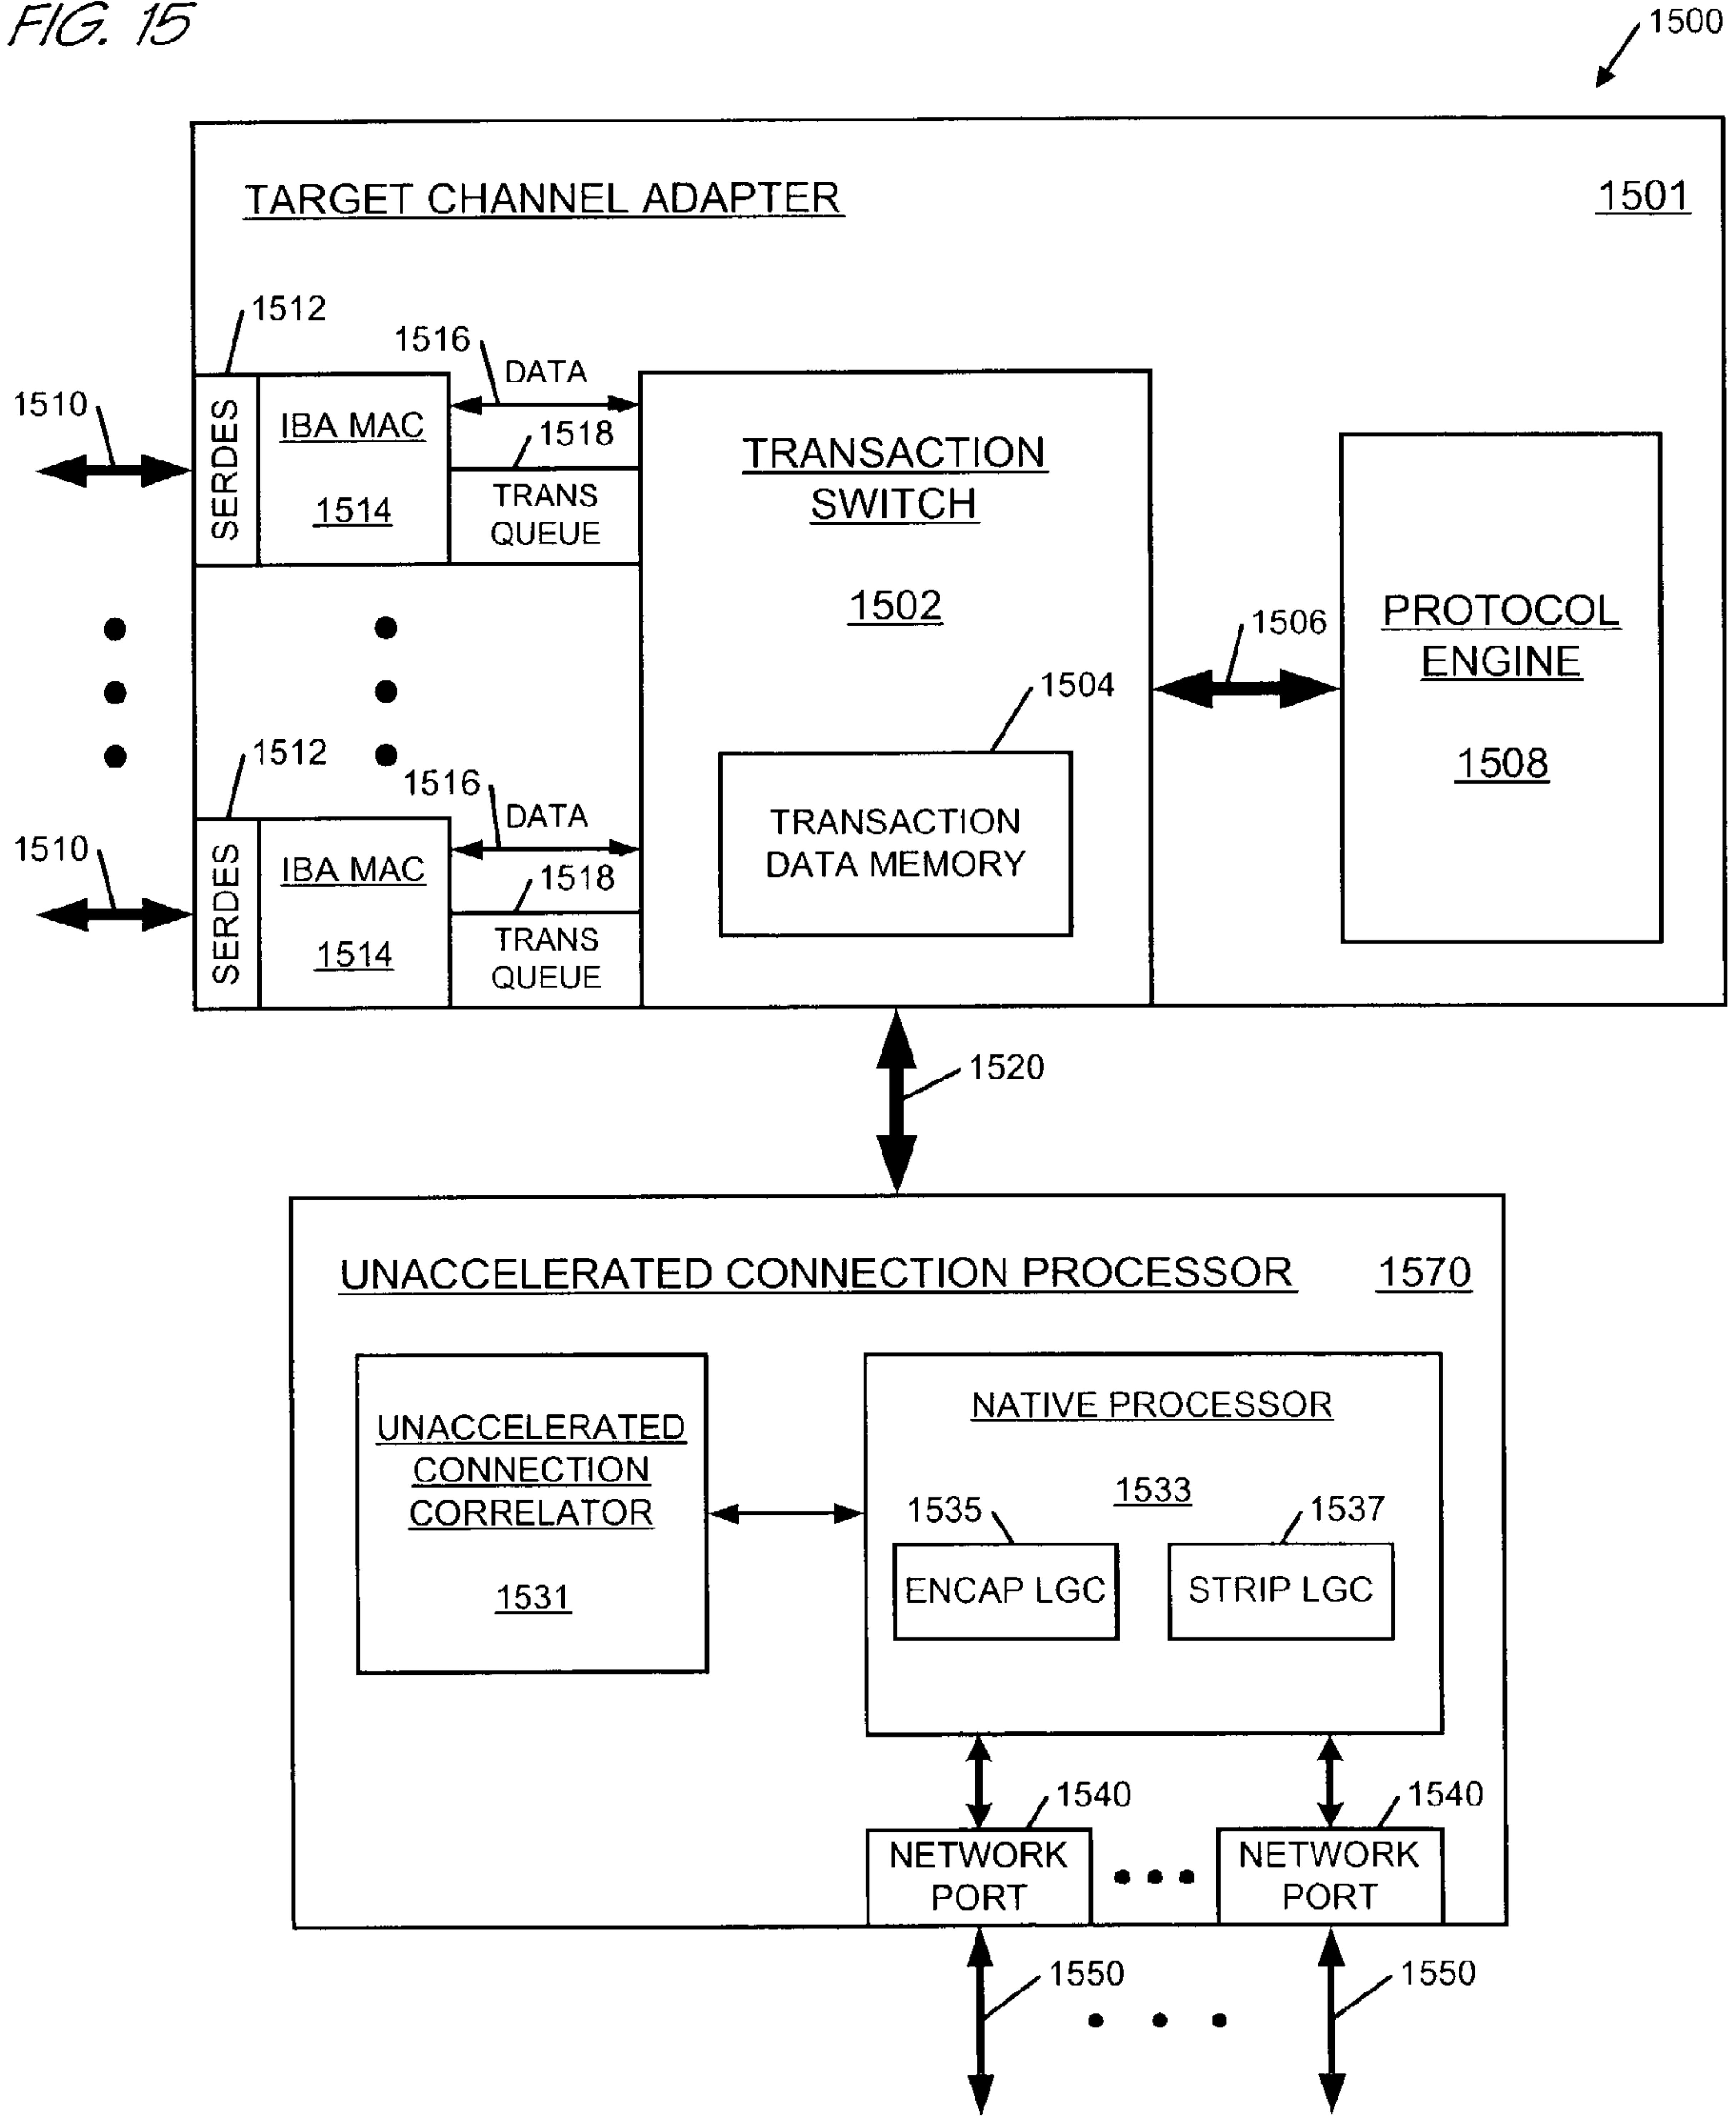 FIG. 15
1500
TARGET CHANNEL ADAPTER
1501
1512
1516
DATA
1510
SERDES
IBA MAC
1514
1518
TRANS
QUEUE
TRANSACTION
SWITCH
1502
1504
TRANSACTION
DATA MEMORY
1506
PROTOCOL
ENGINE
1508
1512
1516
DATA
1510
SERDES
IBA MAC
1514
1518
TRANS
QUEUE
1520
UNACCELERATED CONNECTION PROCESSOR
1570
UNACCELERATED
CONNECTION
CORRELATOR
1531
NATIVE PROCESSOR
1533
1535
ENCAP LGC
1537
STRIP LGC
1540
NETWORK
PORT
1540
NETWORK
PORT
1550
1550